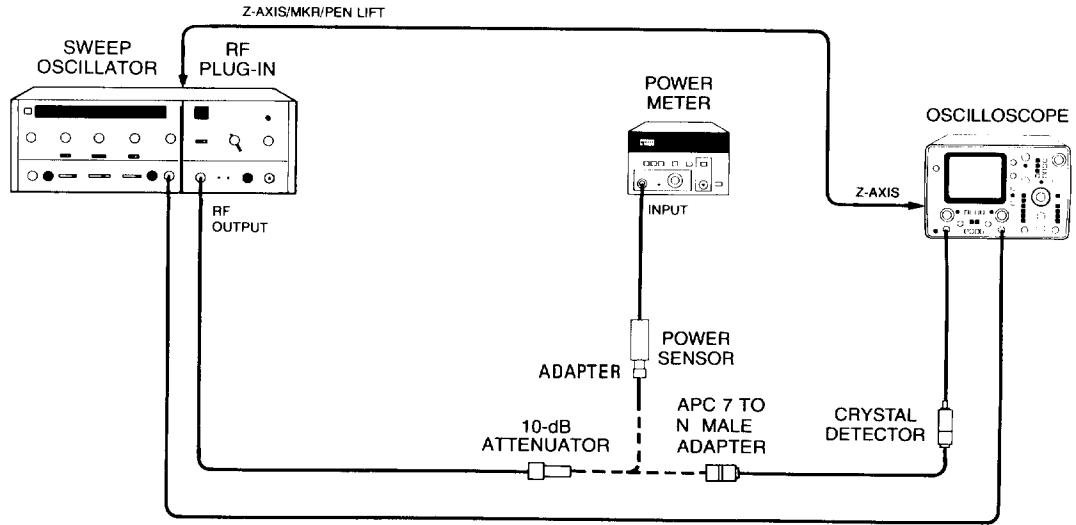 Z-AXIS/MKR/PEN LIFT
SWEEP
OSCILLATOR
RF
PLUG-IN
POWER
METER
OSCILLOSCOPE
Z-AXIS
RF
OUTPUT
INPUT
POWER
SENSOR
ADAPTER
APC 7 TO
N MALE
ADAPTER
10-dB
ATTENUATOR
CRYSTAL
DETECTOR